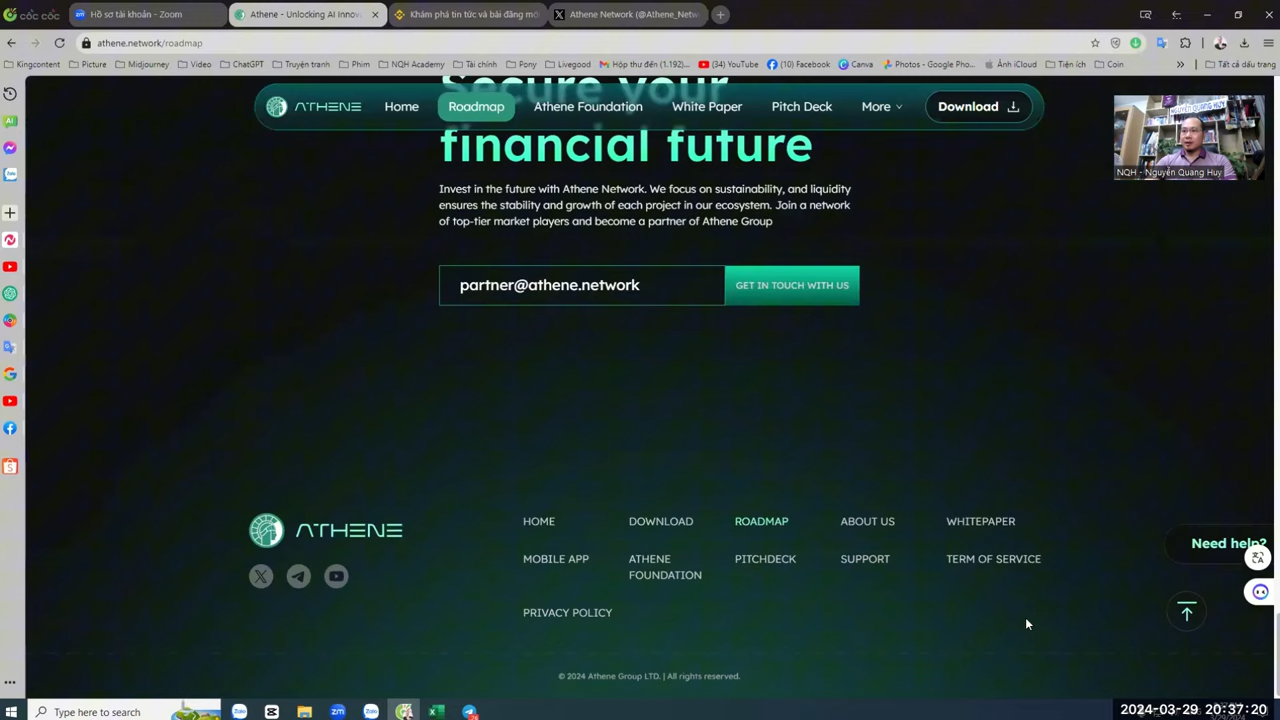 cốc cốc
Hồ sơ tài khoản - Zoom
Athene - Unlocking AI Innov
Khám phá tin tức và bài đăng mớ
Athene Network (@Athene_Netw
athene.network/roadmap
Kingcontent
Picture
Midjourney
Video
ChatGPT
Truyện tranh
Phim
NQH Academy
Tài chính
Pony
Livegood
Hộp thư đến (1.192)...
(34) YouTube
(10) Facebook
Canva
Photos - Google Pho...
Ảnh iCloud
Tiện ích
Coin
Tất cả dấu trang
Secure your
ATHENE
Home
Roadmap
Athene Foundation
White Paper
Pitch Deck
More
Download
financial future
NGUYỄN QUANG HUY
NQH - Nguyễn Quang Huy
Invest in the future with Athene Network. We focus on sustainability, and liquidity
ensures the stability and growth of each project in our ecosystem. Join a network
of top-tier market players and become a partner of Athene Group
partner@athene.network
GET IN TOUCH WITH US
ATHENE
HOME
DOWNLOAD
ROADMAP
ABOUT US
WHITEPAPER
MOBILE APP
ATHENE
FOUNDATION
PITCHDECK
SUPPORT
TERM OF SERVICE
PRIVACY POLICY
Need help?
© 2024 Athene Group LTD. | All rights reserved.
Type here to search
2024-03-29 20:37:20